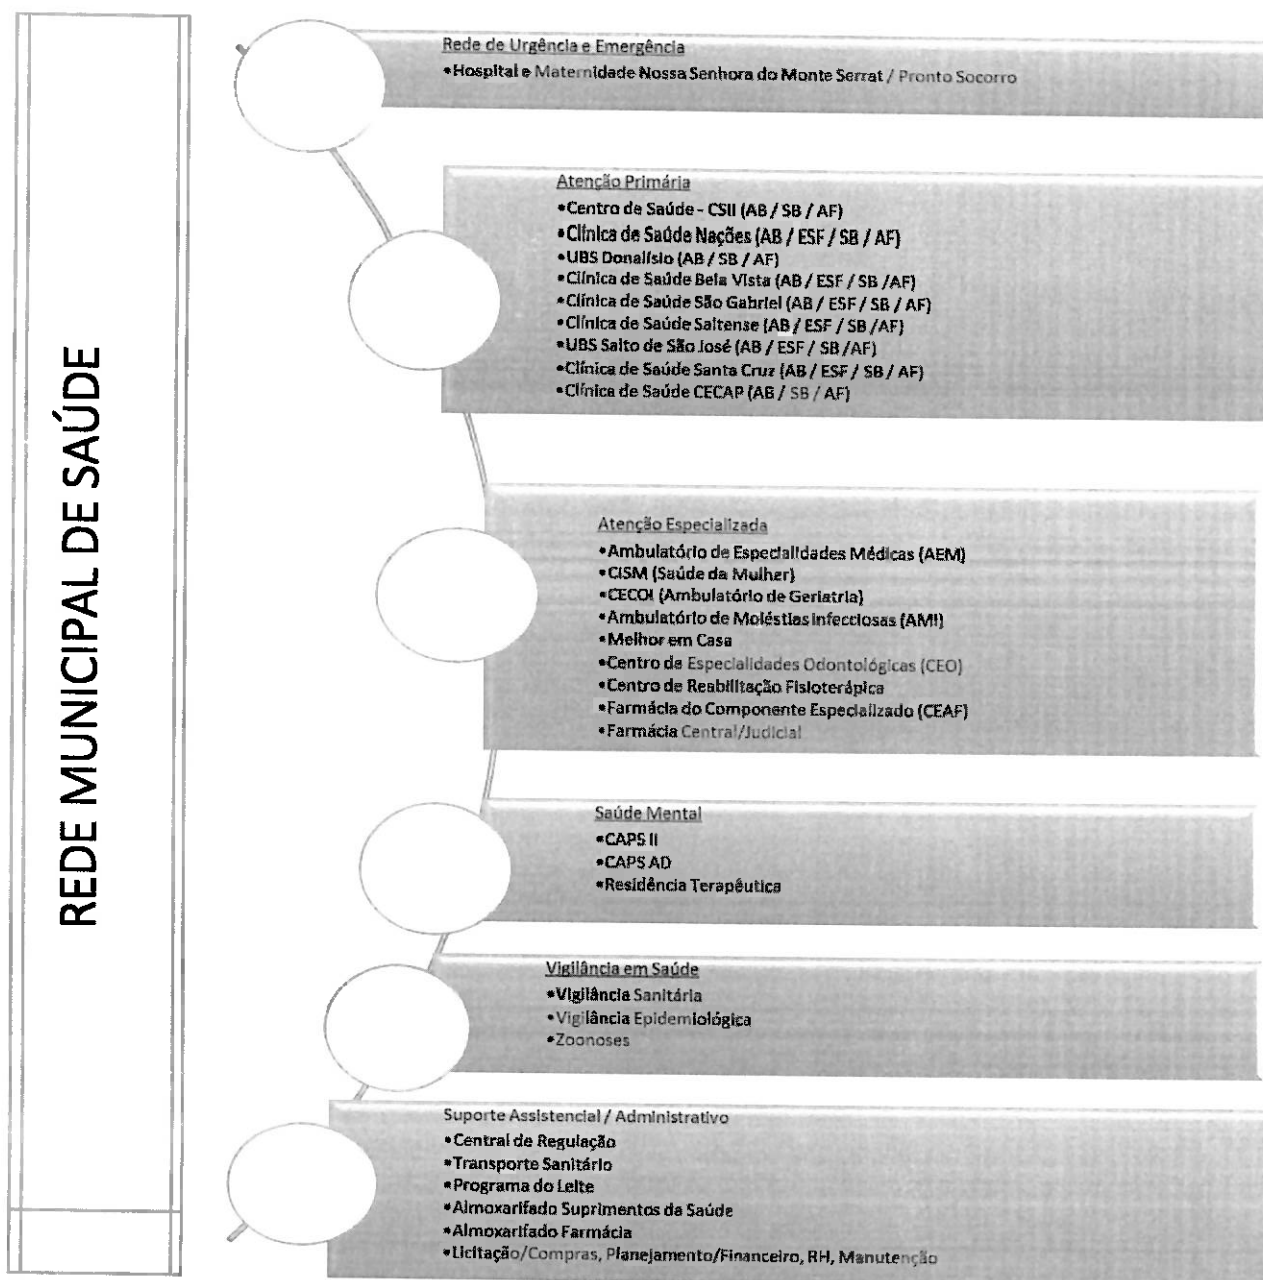 REDE MUNICIPAL DE SAÚDE
Rede de Urgência e Emergência
•Hospital e Maternidade Nossa Senhora do Monte Serrat / Pronto Socorro
Atenção Primária
•Centro de Saúde - CSII (AB / SB / AF)
•Clínica de Saúde Nações (AB / ESF / SB / AF)
•UBS Donalísio (AB / SB / AF)
•Clínica de Saúde Bela Vista (AB / ESF / SB /AF)
•Clínica de Saúde São Gabriel (AB / ESF / SB / AF)
•Clínica de Saúde Saltense (AB / ESF / SB /AF)
•UBS Salto de São José (AB / ESF / SB /AF)
•Clínica de Saúde Santa Cruz (AB / ESF / SB / AF)
•Clínica de Saúde CECAP (AB / SB / AF)
Atenção Especializada
•Ambulatório de Especialidades Médicas (AEM)
•CISM (Saúde da Mulher)
•CECOI (Ambulatório de Geriatria)
•Ambulatório de Moléstias Infecciosas (AMI)
•Melhor em Casa
•Centro de Especialidades Odontológicas (CEO)
•Centro de Reabilitação Fisioterápica
•Farmácia do Componente Especializado (CEAF)
•Farmácia Central/Judicial
Saúde Mental
•CAPS II
•CAPS AD
•Residência Terapêutica
Vigilância em Saúde
•Vigilância Sanitária
•Vigilância Epidemiológica
•Zoonoses
Suporte Assistencial / Administrativo
•Central de Regulação
•Transporte Sanitário
•Programa do Leite
•Almoxarifado Suprimentos da Saúde
•Almoxarifado Farmácia
•Licitação/Compras, Planejamento/Financeiro, RH, Manutenção